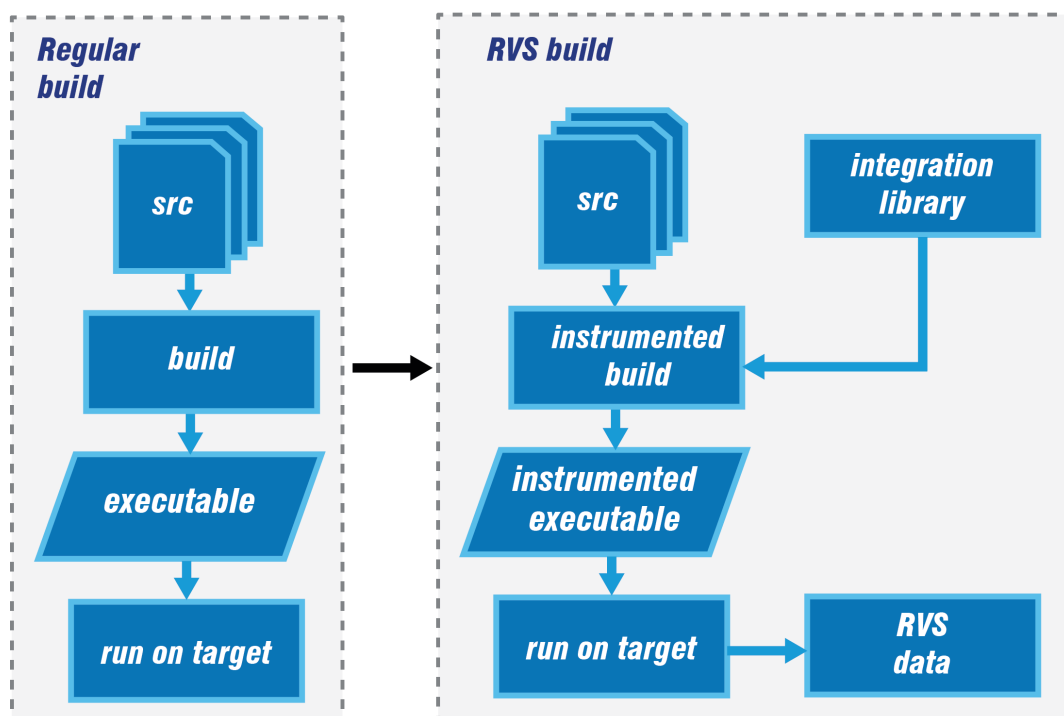 Regular
build
src
build
executable
run on target
RVS build
src
integration
library
instrumented
build
instrumented
executable
run on target
RVS
data